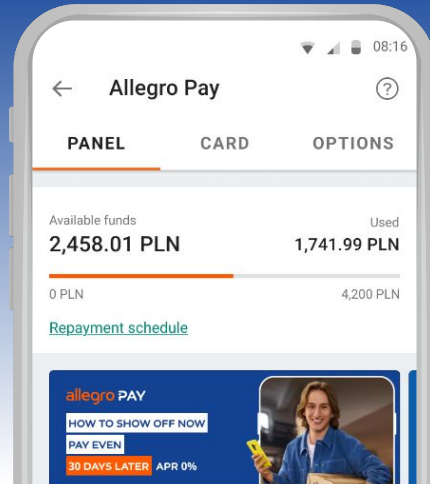 08:16
Allegro Pay
?
PANEL CARD OPTIONS
Available funds Used
2,458.01 PLN 1,741.99 PLN
0 PLN 4,200 PLN
Repayment schedule
allegro PAY
HOW TO SHOW OFF NOW
PAY EVEN
30 DAYS LATER APR 0%